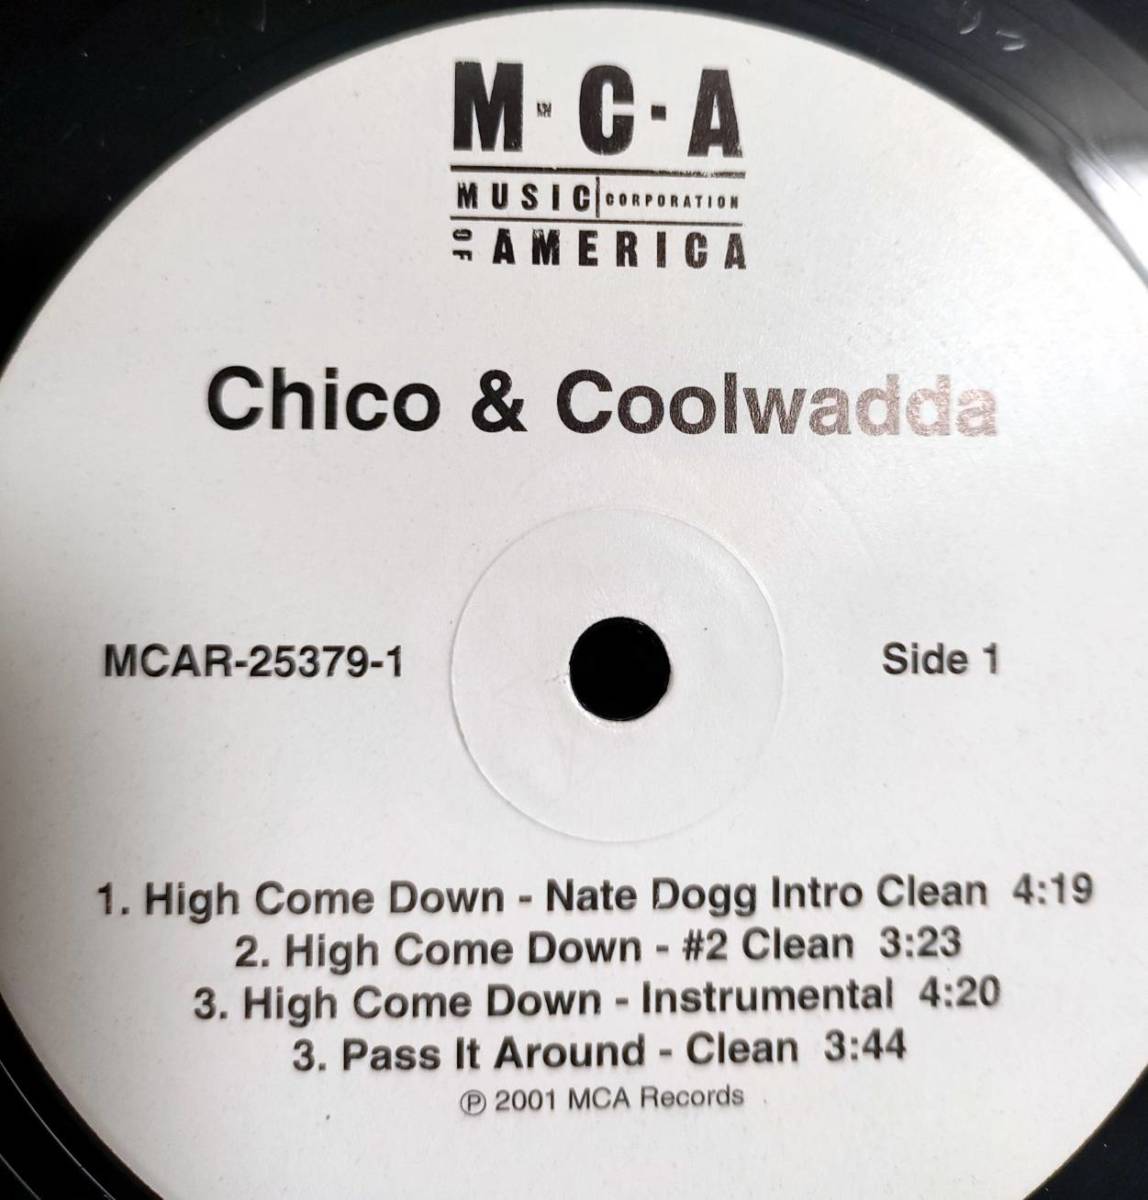 M·C·A
MUSIC CORPORATION
OF AMERICA
Chico & Coolwadda
MCAR-25379-1
Side 1
1. High Come Down - Nate Dogg Intro Clean 4:19
2. High Come Down - #2 Clean 3:23
3. High Come Down - Instrumental 4:20
3. Pass It Around - Clean 3:44
℗ 2001 MCA Records